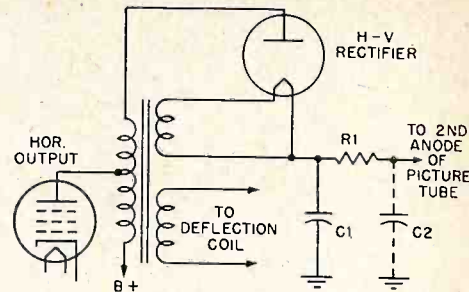 H-V
RECTIFIER
HOR.
OUTPUT
R1
TO 2ND
ANODE
OF
PICTURE
TUBE
TO
DEFLECTION
COIL
C1
C2
B+